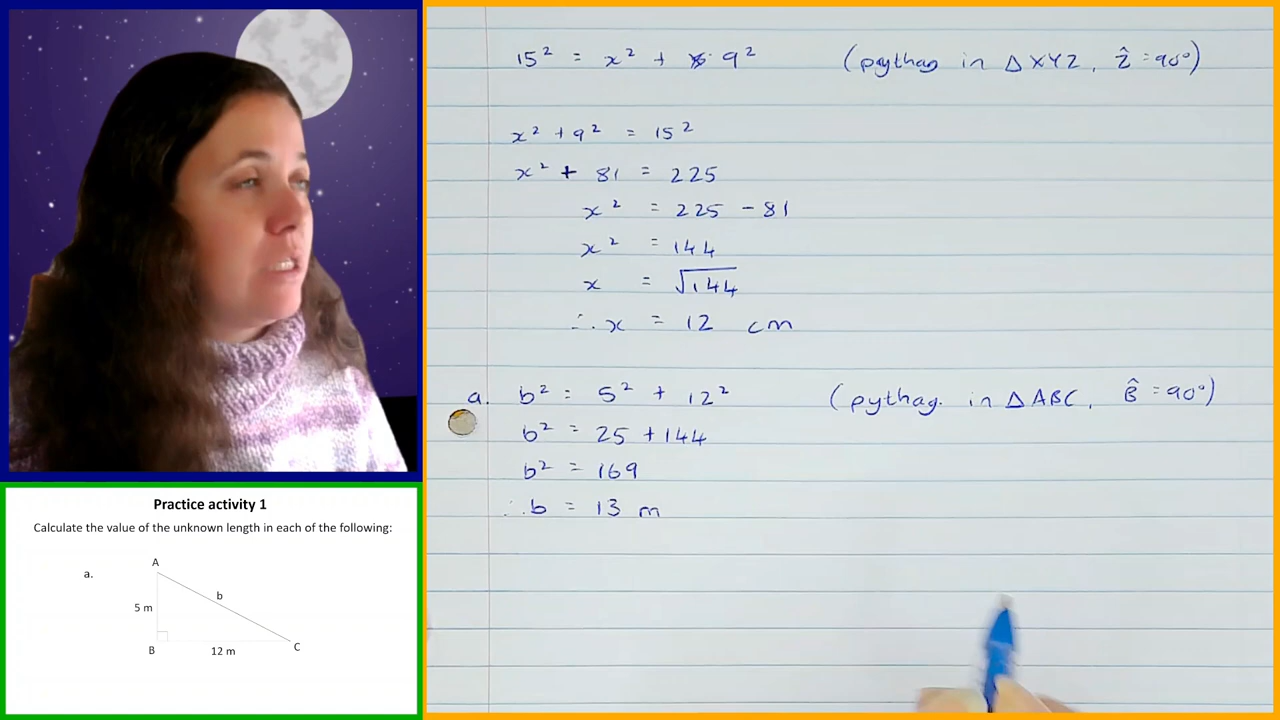 15² = x² + 9² (pythag in △XYZ, Ẑ = 90°)
x² + 9² = 15²
x² + 81 = 225
x² = 225 - 81
x² = 144
x = √144
∴ x = 12 cm
a. b² = 5² + 12² (pythag. in △ABC, B̂ = 90°)
b² = 25 + 144
b² = 169
∴ b = 13 m
Practice activity 1
Calculate the value of the unknown length in each of the following:
a.
A
b
5 m
B
12 m
C